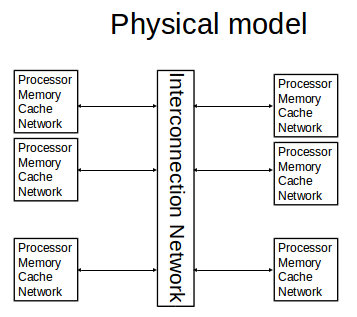 Physical model
Processor
Memory
Cache
Network
Processor
Memory
Cache
Network
Processor
Memory
Cache
Network
Interconnection Network
Processor
Memory
Cache
Network
Processor
Memory
Cache
Network
Processor
Memory
Cache
Network